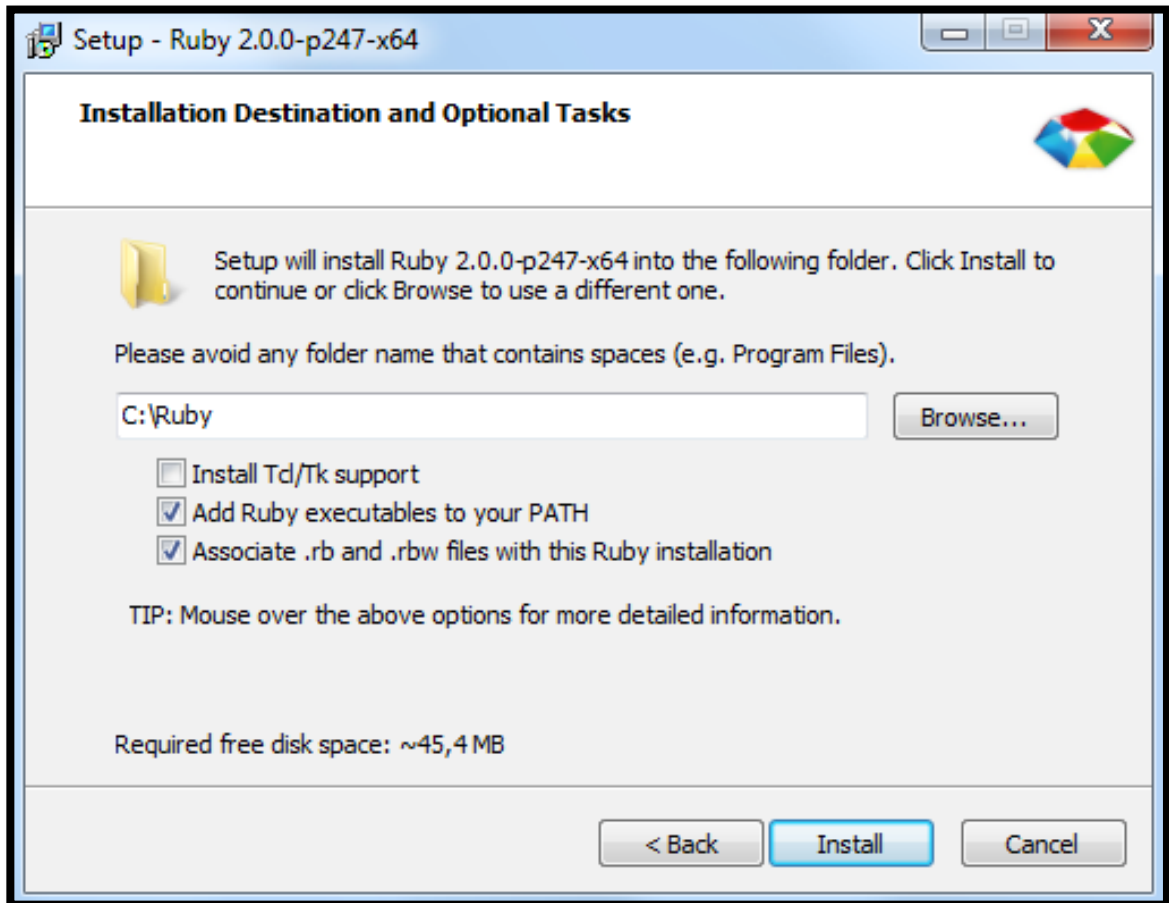 Setup - Ruby 2.0.0-p247-x64
Installation Destination and Optional Tasks
Setup will install Ruby 2.0.0-p247-x64 into the following folder. Click Install to
continue or click Browse to use a different one.
Please avoid any folder name that contains spaces (e.g. Program Files).
C:\Ruby
Browse...
Install Tcl/Tk support
Add Ruby executables to your PATH
Associate .rb and .rbw files with this Ruby installation
TIP: Mouse over the above options for more detailed information.
Required free disk space: ~45,4 MB
< Back
Install
Cancel